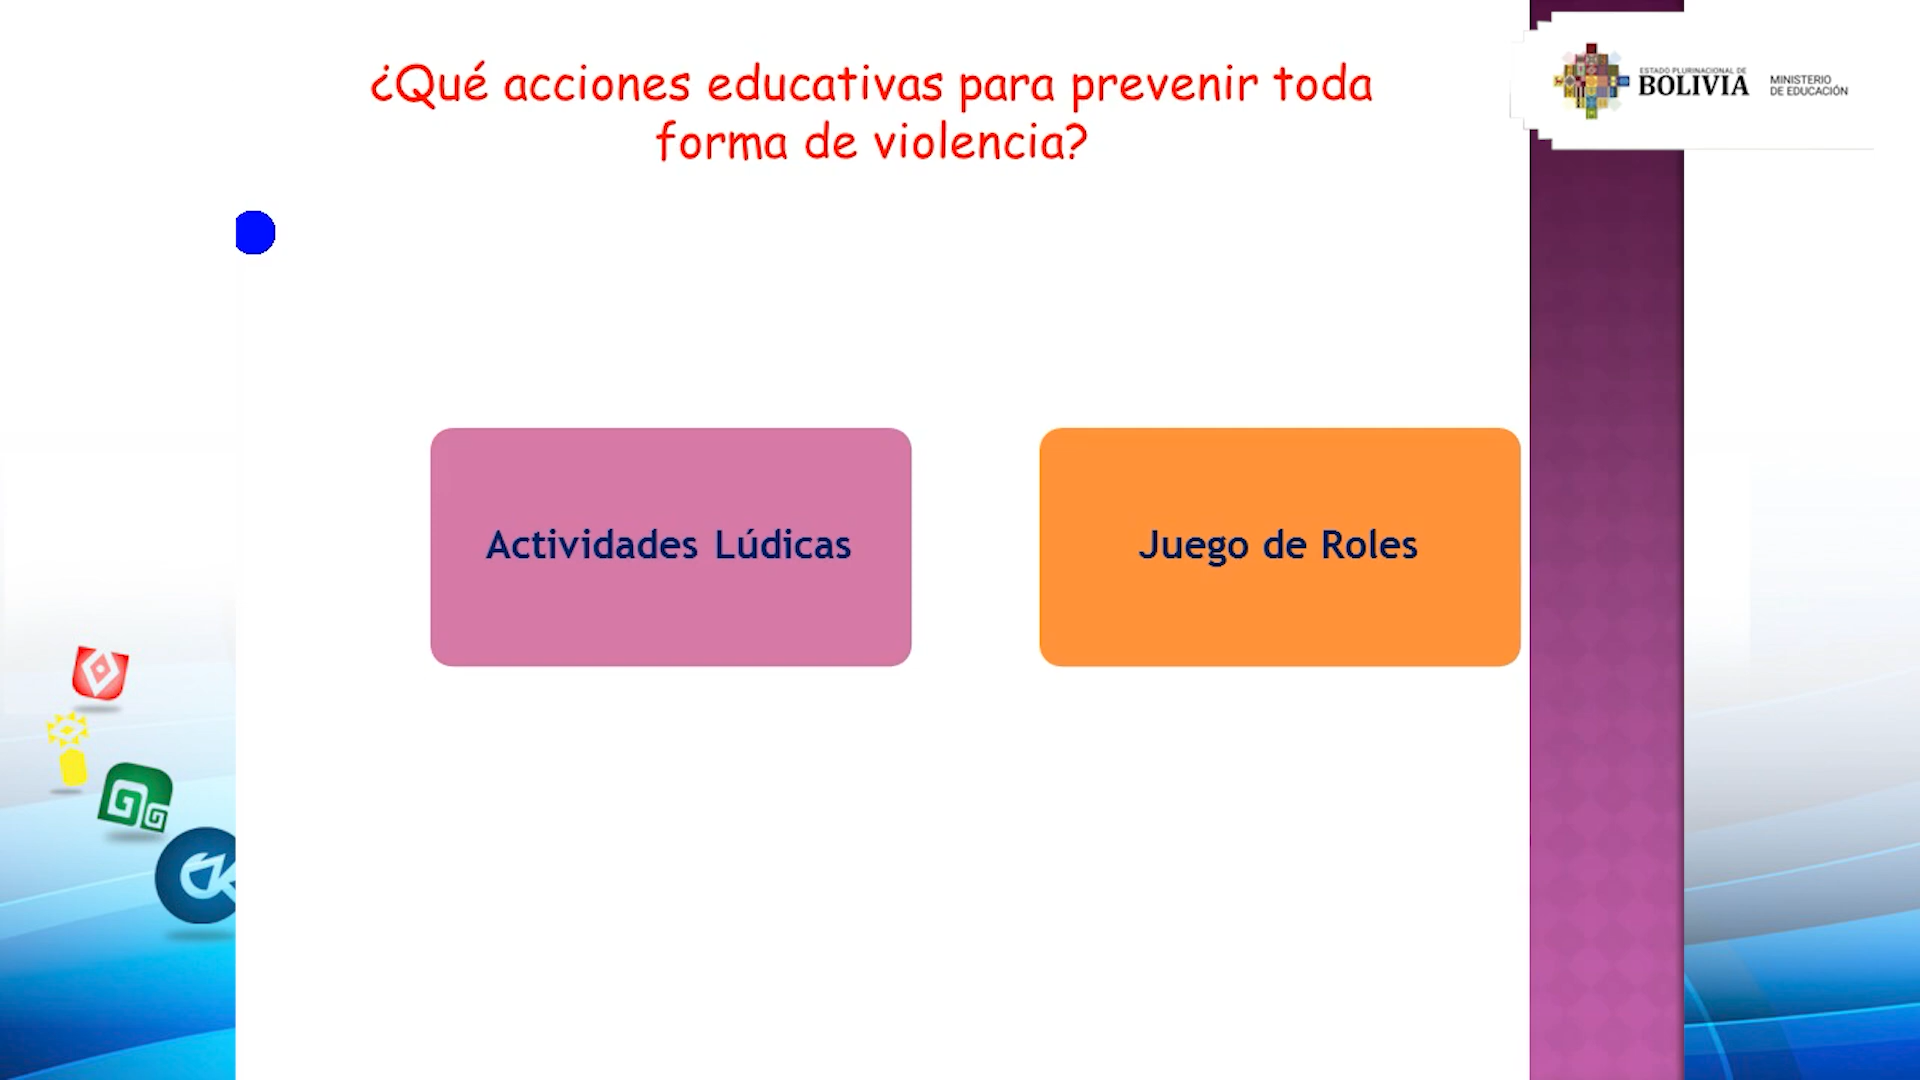 ¿Qué acciones educativas para prevenir toda
forma de violencia?
ESTADO PLURINACIONAL DE
BOLIVIA
MINISTERIO
DE EDUCACIÓN
Actividades Lúdicas
Juego de Roles